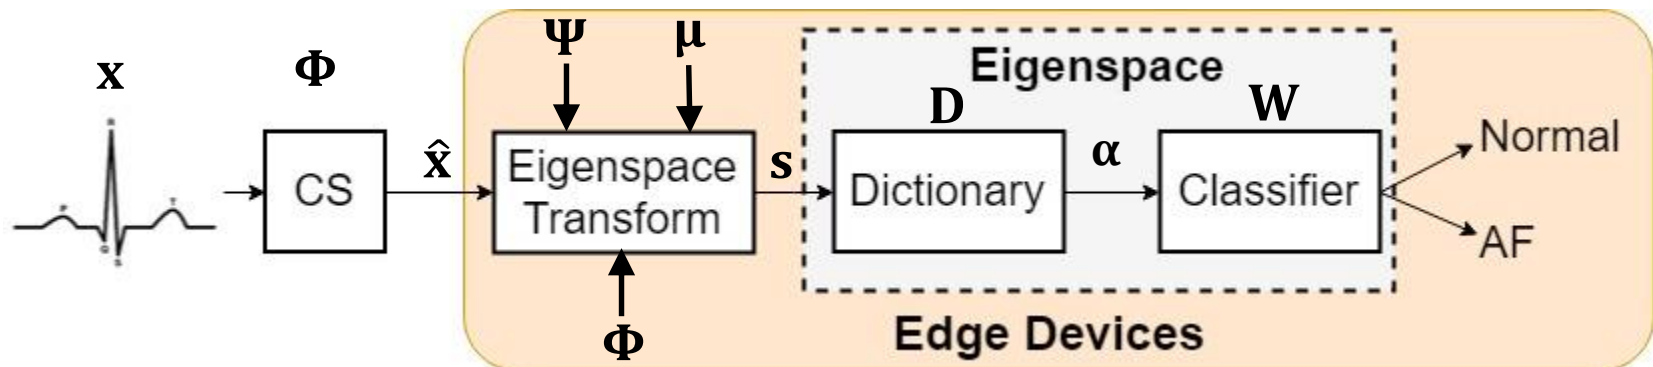 x
Φ
Ψ
μ
Eigenspace
D
W
R
P
Q
S
T
CS
x̂
Eigenspace
Transform
s
Dictionary
α
Classifier
Normal
AF
Φ
Edge Devices